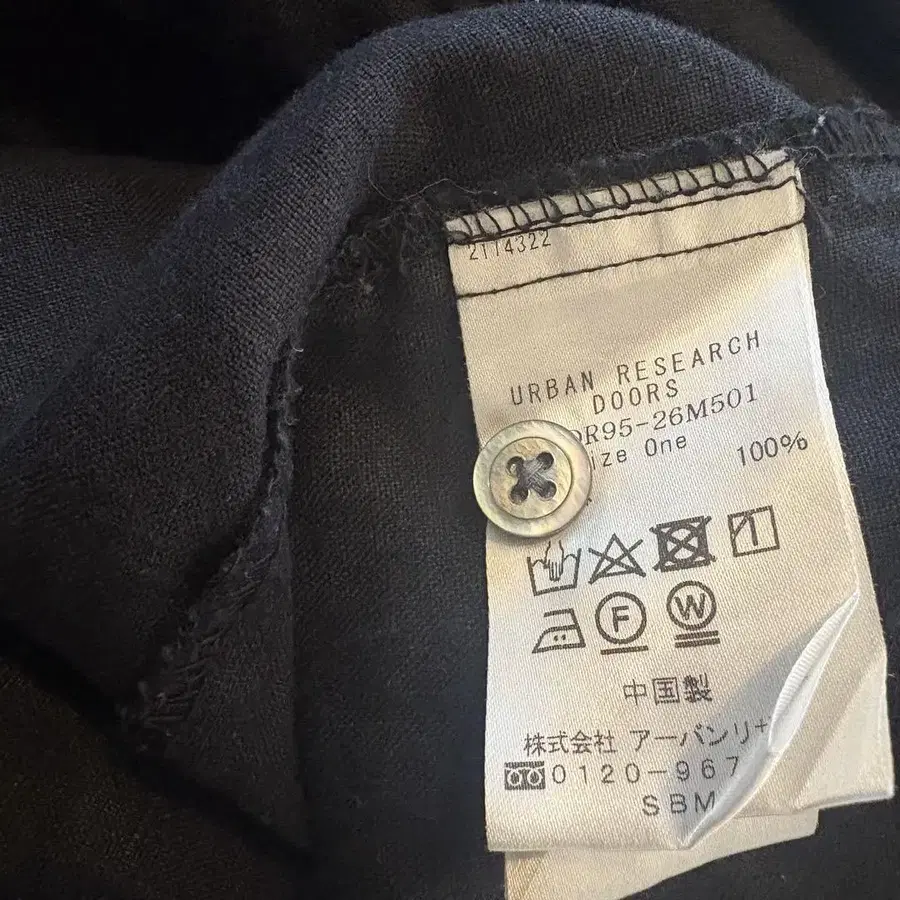 2114322
URBAN RESEARCH
DOORS
DR95-26M501
ize One
100%
F
W
中国製
株式会社 アーバンリ
0120-967
SBM